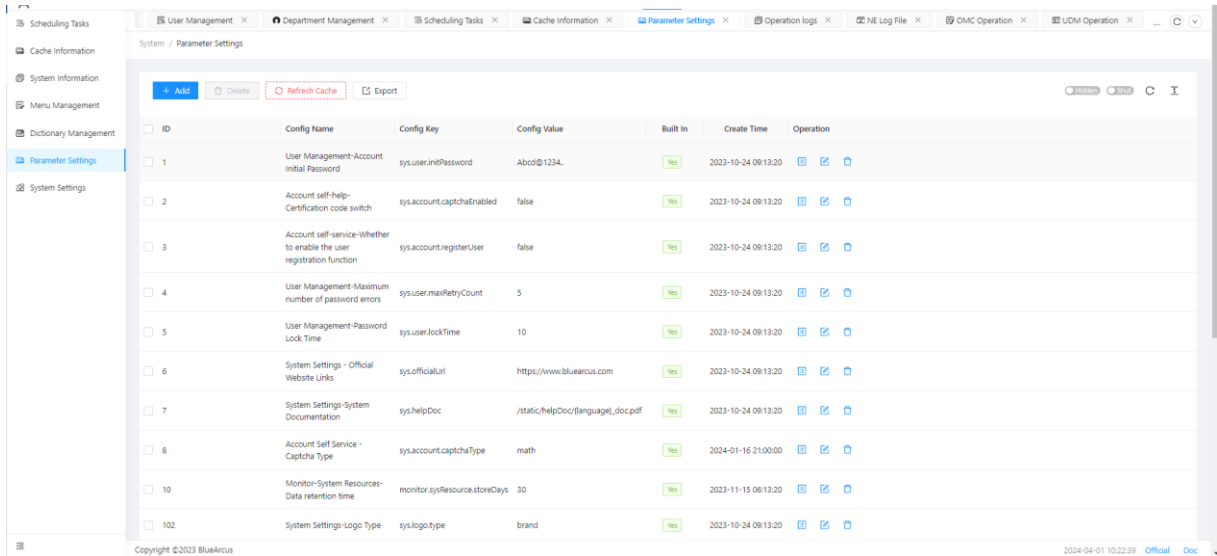 Scheduling Tasks
Cache Information
System Information
Menu Management
Dictionary Management
Parameter Settings
System Settings
User Management × Department Management × Scheduling Tasks × Cache Information × Parameter Settings × Operation logs × NE Log File × OMC Operation × UDM Operation × ...
System / Parameter Settings
+ Add Delete Refresh Cache Export Hidden Shut
ID Config Name Config Key Config Value Built In Create Time Operation
1 User Management-Account Initial Password sys.user.initPassword Abcd@1234.. Yes 2023-10-24 09:13:20
2 Account self-help-Certification code switch sys.account.captchaEnabled false Yes 2023-10-24 09:13:20
3 Account self-service-Whether to enable the user registration function sys.account.registerUser false Yes 2023-10-24 09:13:20
4 User Management-Maximum number of password errors sys.user.maxRetryCount 5 Yes 2023-10-24 09:13:20
5 User Management-Password Lock Time sys.user.lockTime 10 Yes 2023-10-24 09:13:20
6 System Settings - Official Website Links sys.officialUrl https://www.bluearcus.com Yes 2023-10-24 09:13:20
7 System Settings-System Documentation sys.helpDoc /static/helpDoc/{language}_doc.pdf Yes 2023-10-24 09:13:20
8 Account Self Service - Captcha Type sys.account.captchaType math Yes 2024-01-16 21:00:00
10 Monitor-System Resources-Data retention time monitor.sysResource.storeDays 30 Yes 2023-11-15 06:13:20
102 System Settings-Logo Type sys.logo.type brand Yes 2023-10-24 09:13:20
Copyright ©2023 BlueArcus 2024-04-01 10:22:39 Official Doc